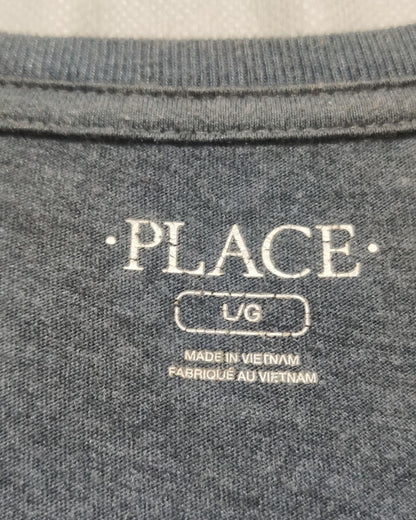 ·PLACE·
L/G
MADE IN VIETNAM
FABRIQUÉ AU VIETNAM